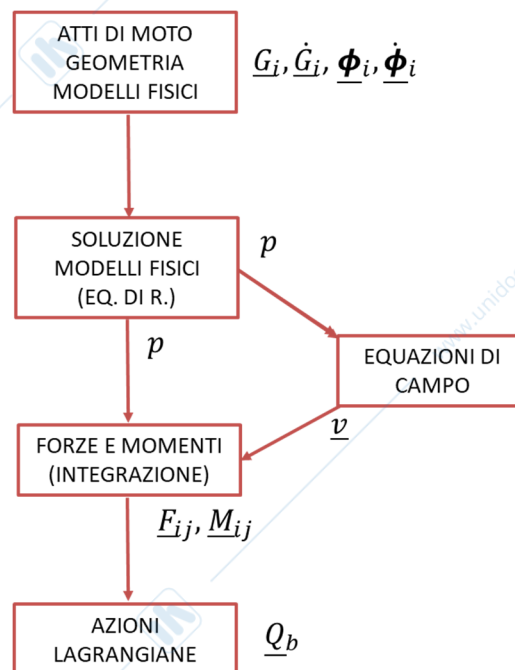 ATTI DI MOTO
GEOMETRIA
MODELLI FISICI
G_i, Ġ_i, ϕ_i, ϕ̇_i
SOLUZIONE
MODELLI FISICI
(EQ. DI R.)
p
p
EQUAZIONI DI
CAMPO
v
FORZE E MOMENTI
(INTEGRAZIONE)
F_ij, M_ij
AZIONI
LAGRANGIANE
Q_b